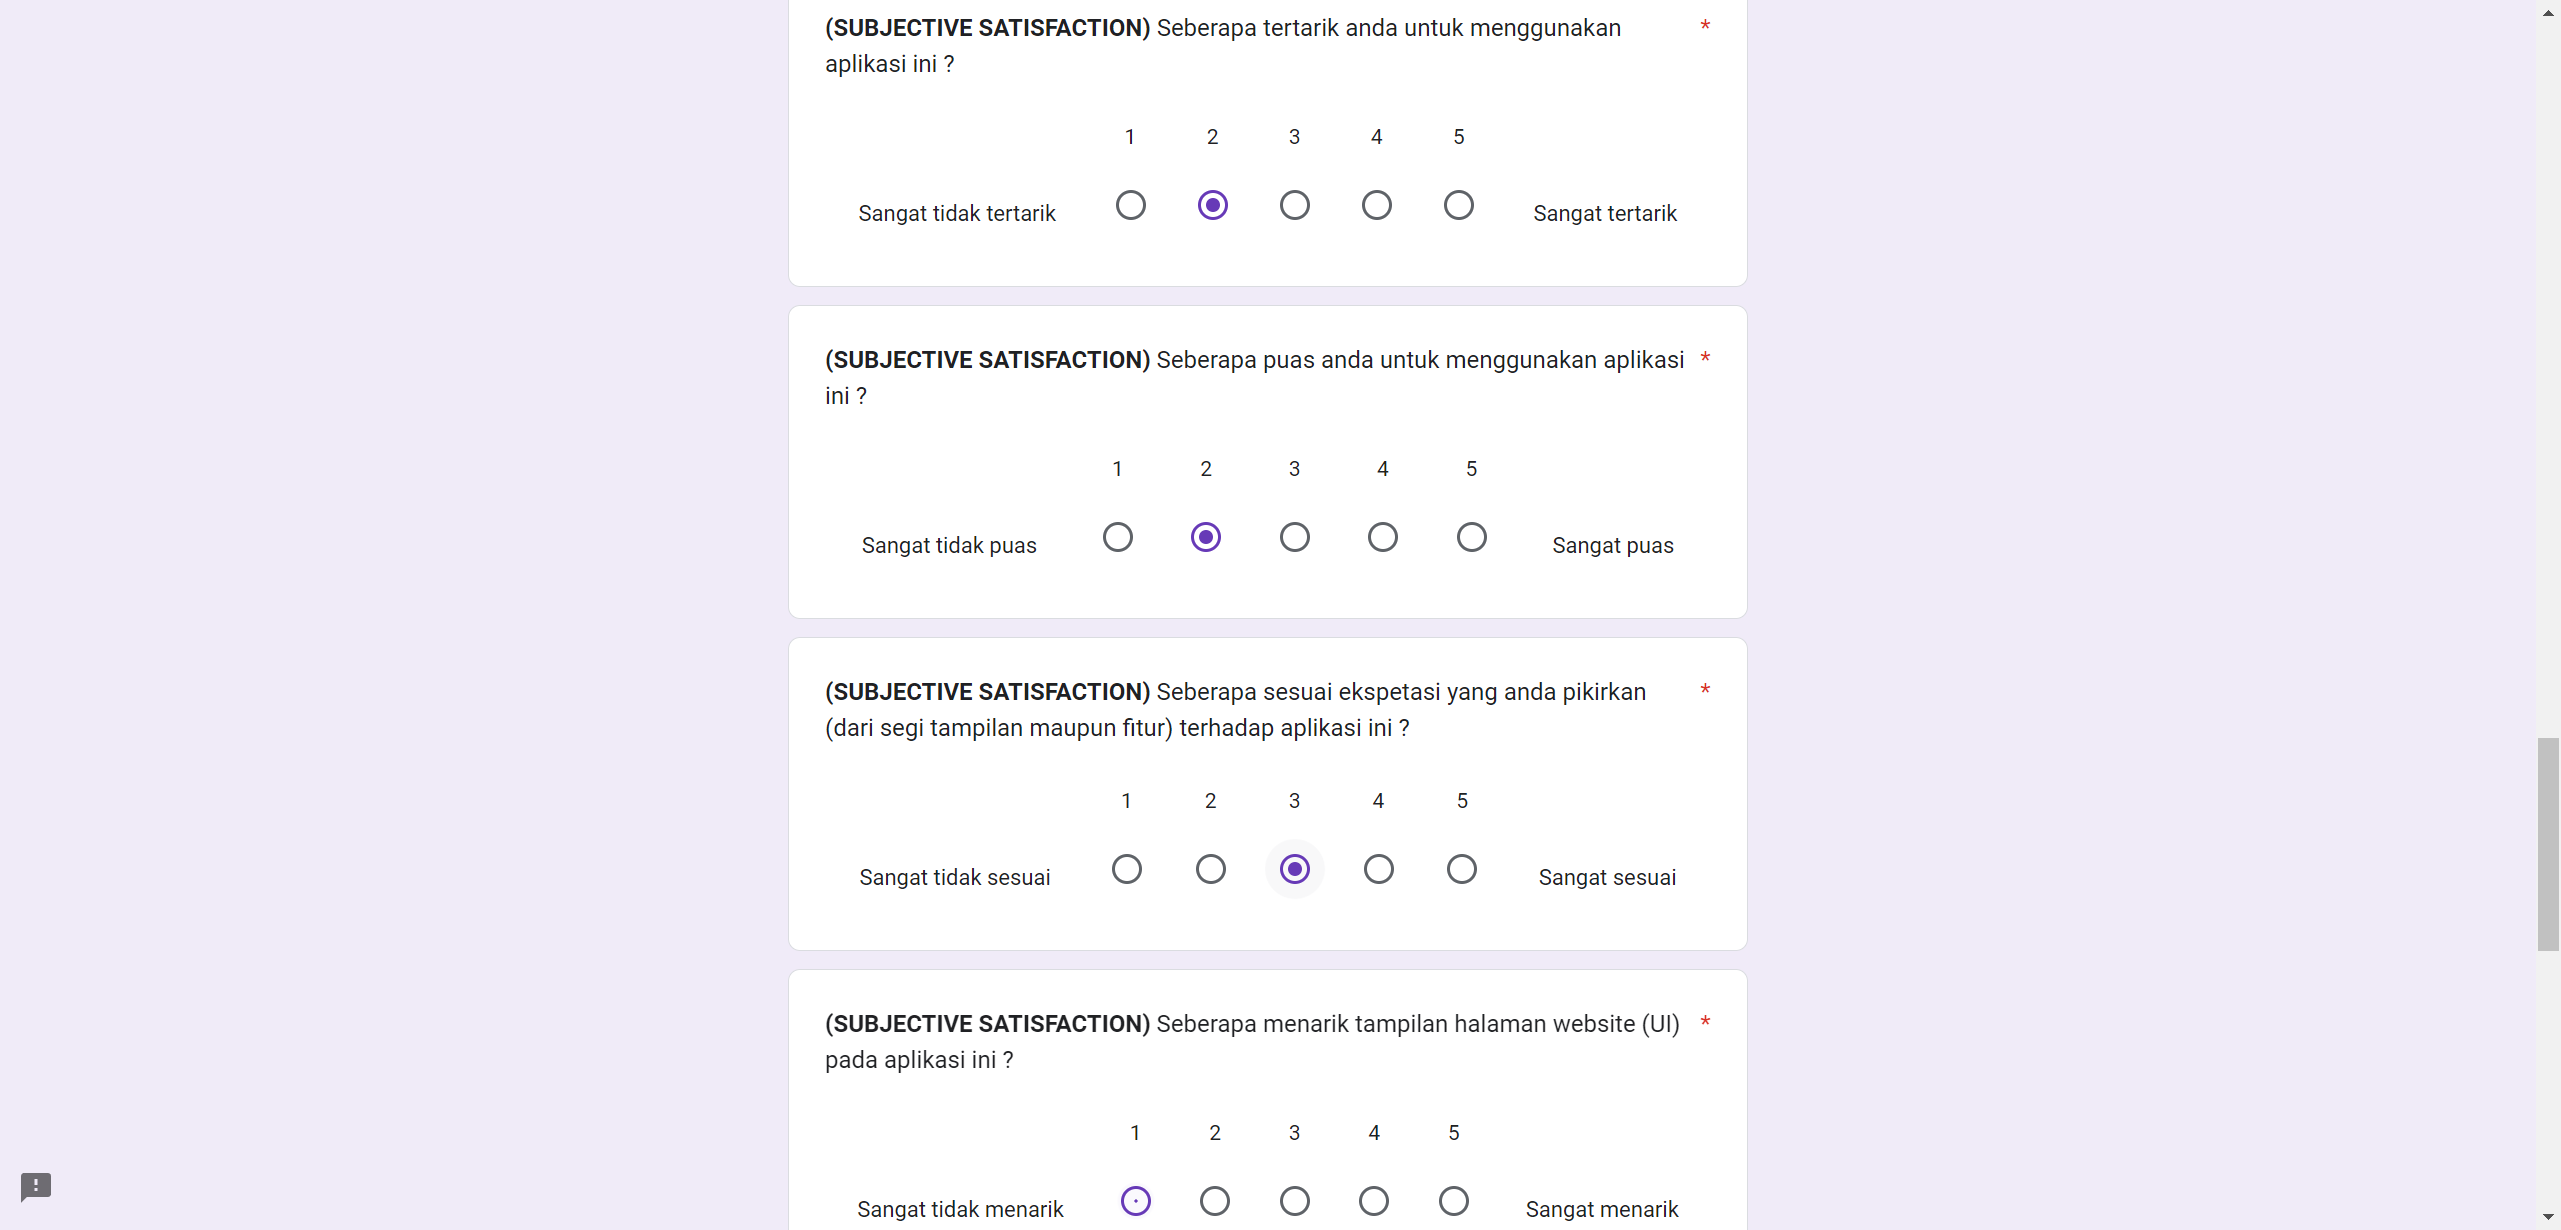 (SUBJECTIVE SATISFACTION) Seberapa tertarik anda untuk menggunakan *
aplikasi ini ?
1 2 3 4 5
Sangat tidak tertarik Sangat tertarik
(SUBJECTIVE SATISFACTION) Seberapa puas anda untuk menggunakan aplikasi *
ini ?
1 2 3 4 5
Sangat tidak puas Sangat puas
(SUBJECTIVE SATISFACTION) Seberapa sesuai ekspetasi yang anda pikirkan *
(dari segi tampilan maupun fitur) terhadap aplikasi ini ?
1 2 3 4 5
Sangat tidak sesuai Sangat sesuai
(SUBJECTIVE SATISFACTION) Seberapa menarik tampilan halaman website (UI) *
pada aplikasi ini ?
1 2 3 4 5
Sangat tidak menarik Sangat menarik